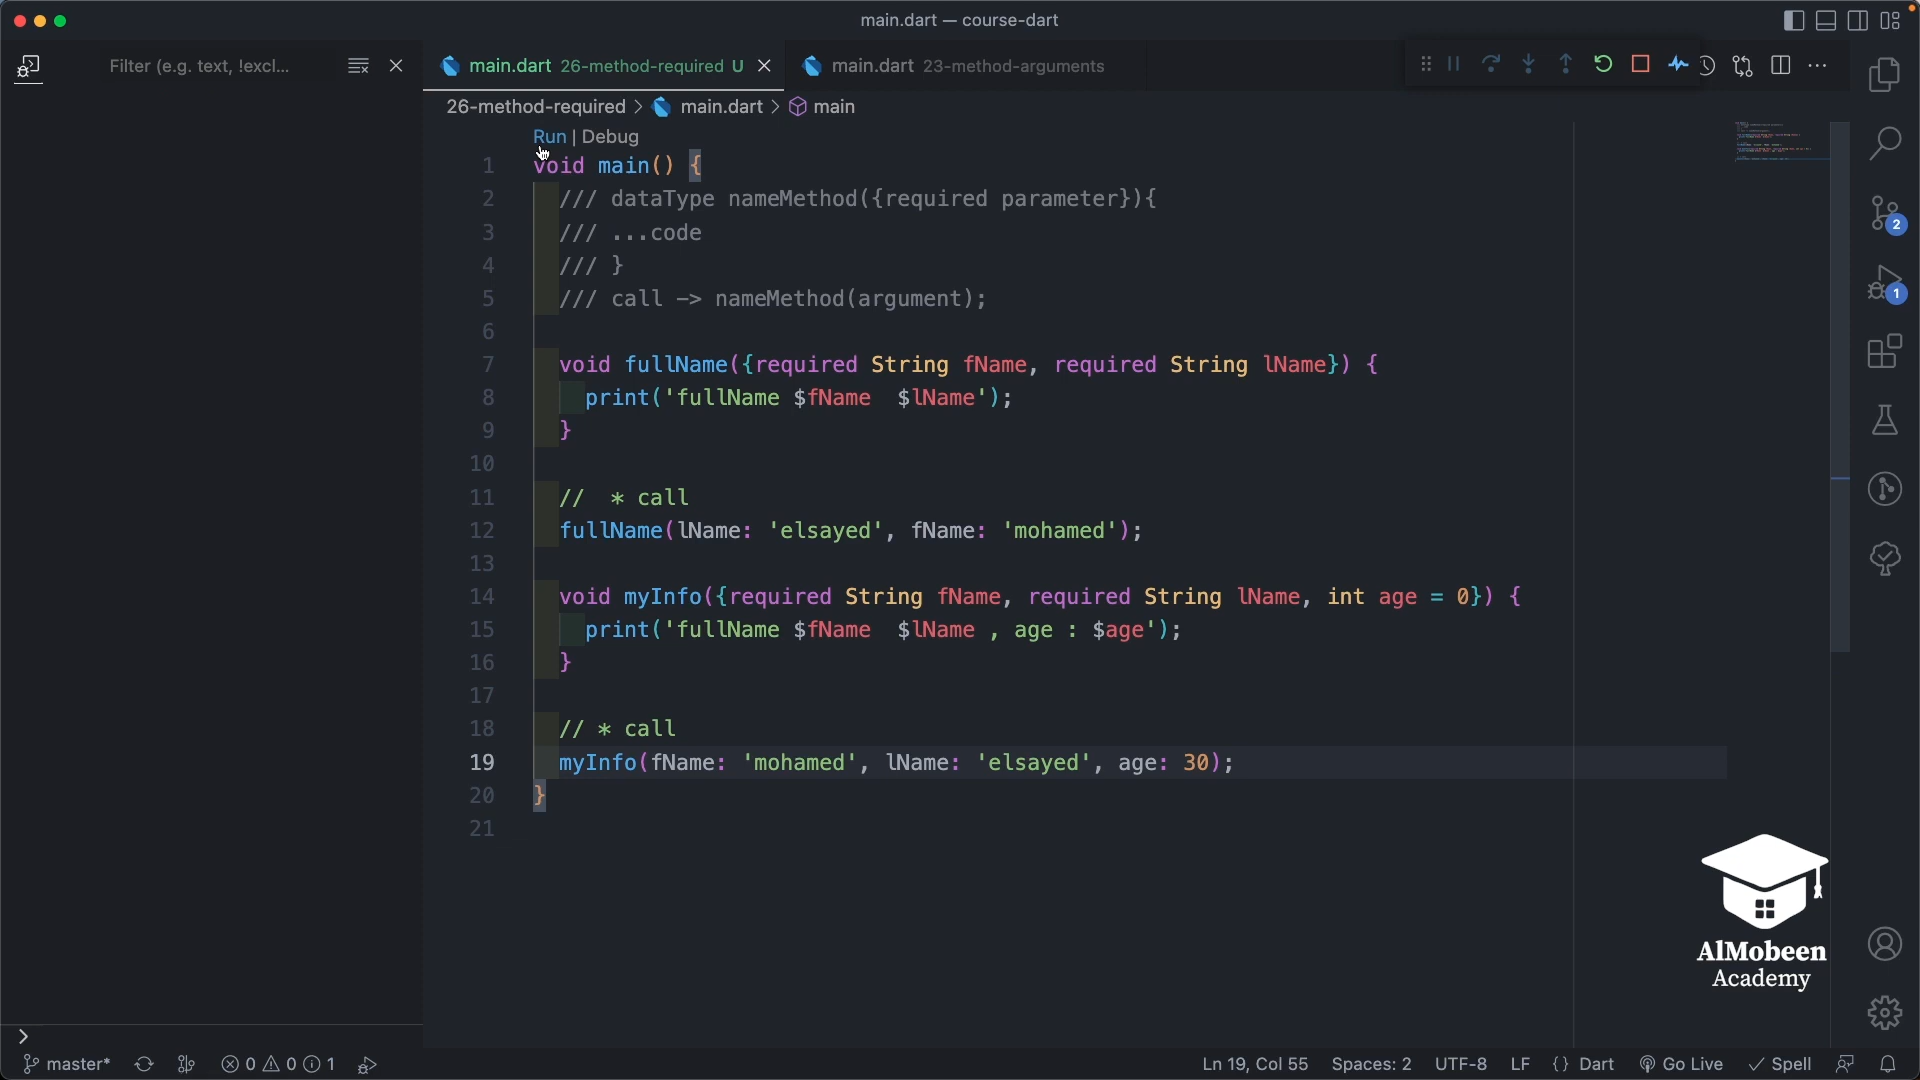 main.dart — course-dart
Filter (e.g. text, !excl...
main.dart 26-method-required U
main.dart 23-method-arguments
26-method-required > main.dart > main
Run | Debug
1 void main() {
2 /// dataType nameMethod({required parameter}){
3 /// ...code
4 /// }
5 /// call -> nameMethod(argument);
6
7 void fullName({required String fName, required String lName}) {
8 print('fullName $fName  $lName');
9 }
10
11 //  * call
12 fullName(lName: 'elsayed', fName: 'mohamed');
13
14 void myInfo({required String fName, required String lName, int age = 0}) {
15 print('fullName $fName  $lName , age : $age');
16 }
17
18 // * call
19 myInfo(fName: 'mohamed', lName: 'elsayed', age: 30);
20 }
21
2
1
AlMobeen
Academy
master* 0 0 1 Ln 19, Col 55 Spaces: 2 UTF-8 LF {} Dart Go Live Spell